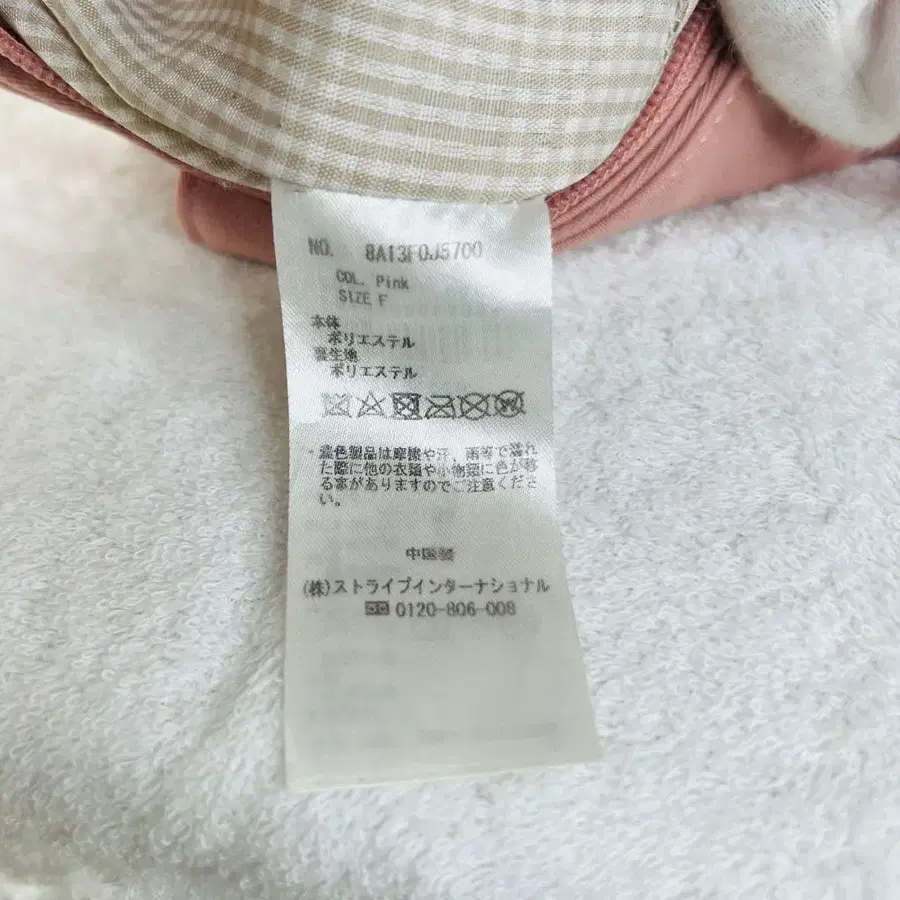 NO. 8A13F0J5700
COL. Pink
SIZE F
本体
ポリエステル
裏生地
ポリエステル
・濃色製品は摩擦や汗、雨等で濡れ
た際に他の衣類や小物類に色が移
る事がありますのでご注意くださ
い。
中国製
(株)ストライプインターナショナル
0120-806-008